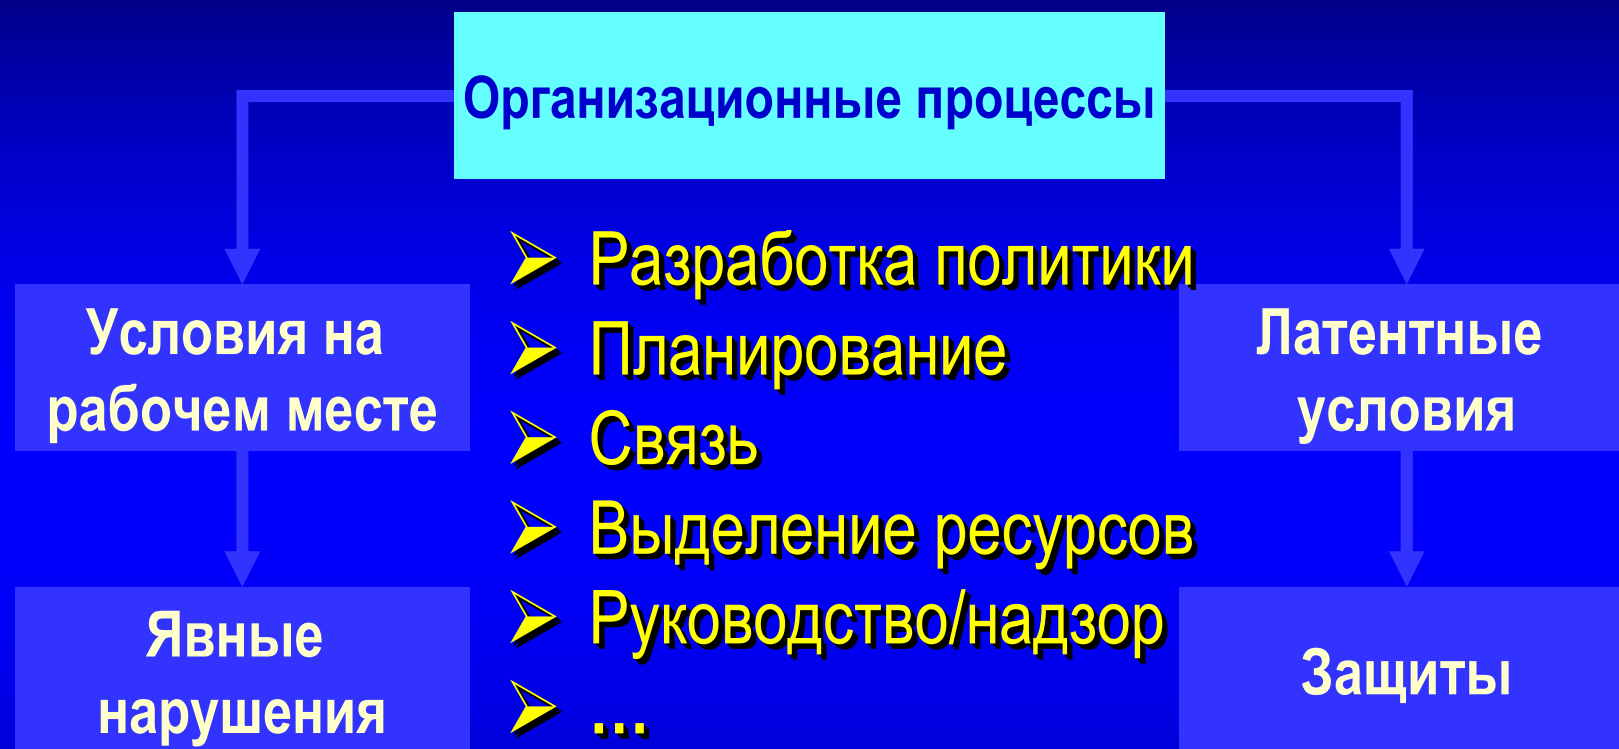 Организационные процессы
Условия на
рабочем месте
Явные
нарушения
Разработка политики
Планирование
Связь
Выделение ресурсов
Руководство/надзор
...
Латентные
условия
Защиты